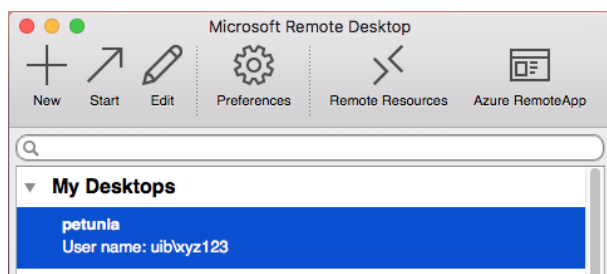 Microsoft Remote Desktop
New Start Edit Preferences Remote Resources Azure RemoteApp
My Desktops
petunia
User name: uib\xyz123